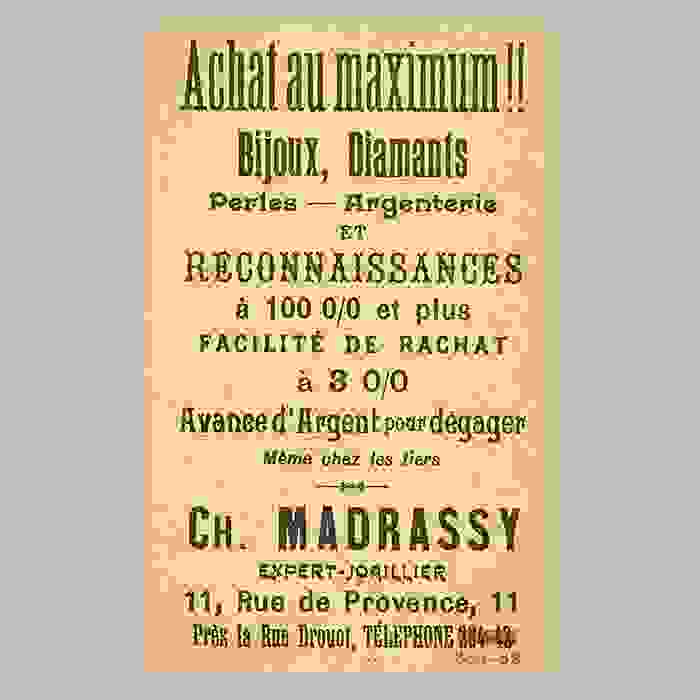 Achat au maximum !!
Bijoux, Diamants
Perles — Argenterie
ET
RECONNAISSANCES
à 100 0/0 et plus
FACILITÉ DE RACHAT
à 3 0/0
Avance d'Argent pour dégager
Même chez les tiers
CH. MADRASSY
EXPERT-JOAILLIER
11, Rue de Provence, 11
Près la Rue Drouot, TÉLÉPHONE